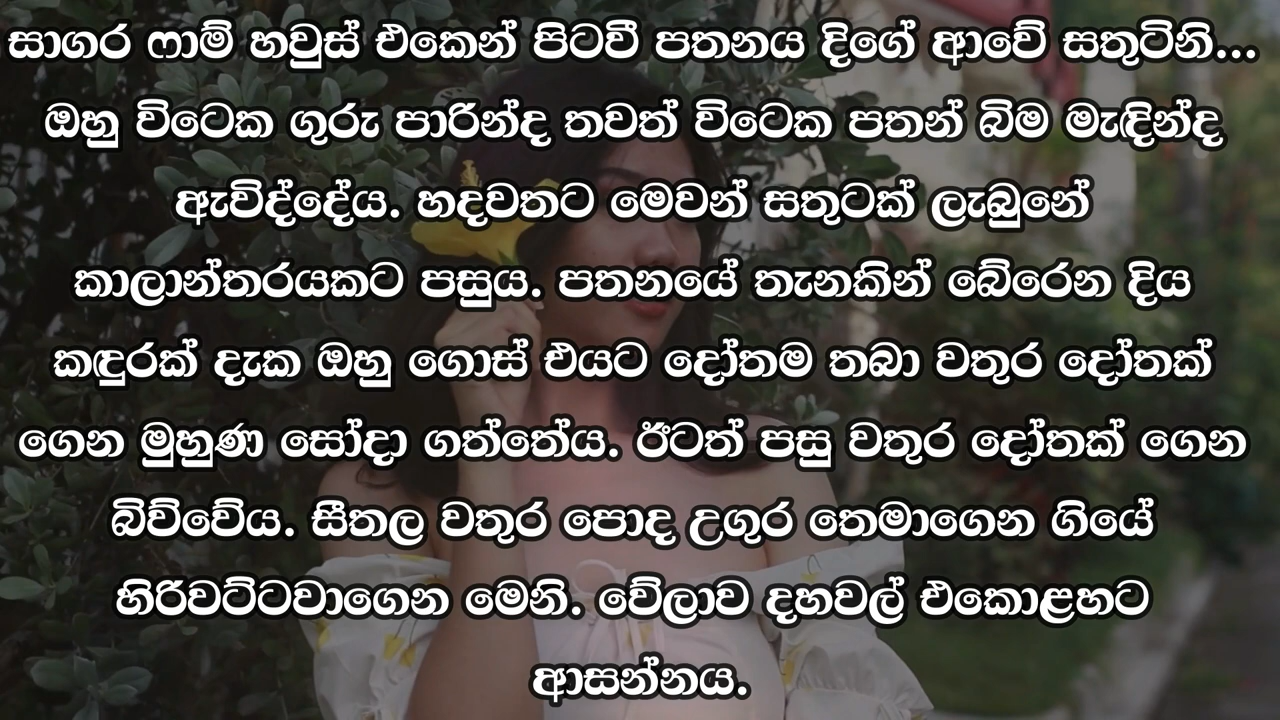 සාගර ෆාම් හවුස් එකෙන් පිටවී පතනය දිගේ ආවේ සතුටිනි...
ඔහු විටෙක ගුරු පාරින්ද තවත් විටෙක පතන් බිම මැඳින්ද
ඇවිද්දේය. හදවතට මෙවන් සතුටක් ලැබුනේ
කාලාන්තරයකට පසුය. පතනයේ තැනකින් බේරෙන දිය
කඳුරක් දැක ඔහු ගොස් එයට දෝතම තබා වතුර දෝතක්
ගෙන මුහුණ සෝදා ගත්තේය. ඊටත් පසු වතුර දෝතක් ගෙන
බිව්වේය. සීතල වතුර පොද උගුර තෙමාගෙන ගියේ
හිරිවට්ටවාගෙන මෙනි. වේලාව දහවල් එකොළහට
ආසන්නය.